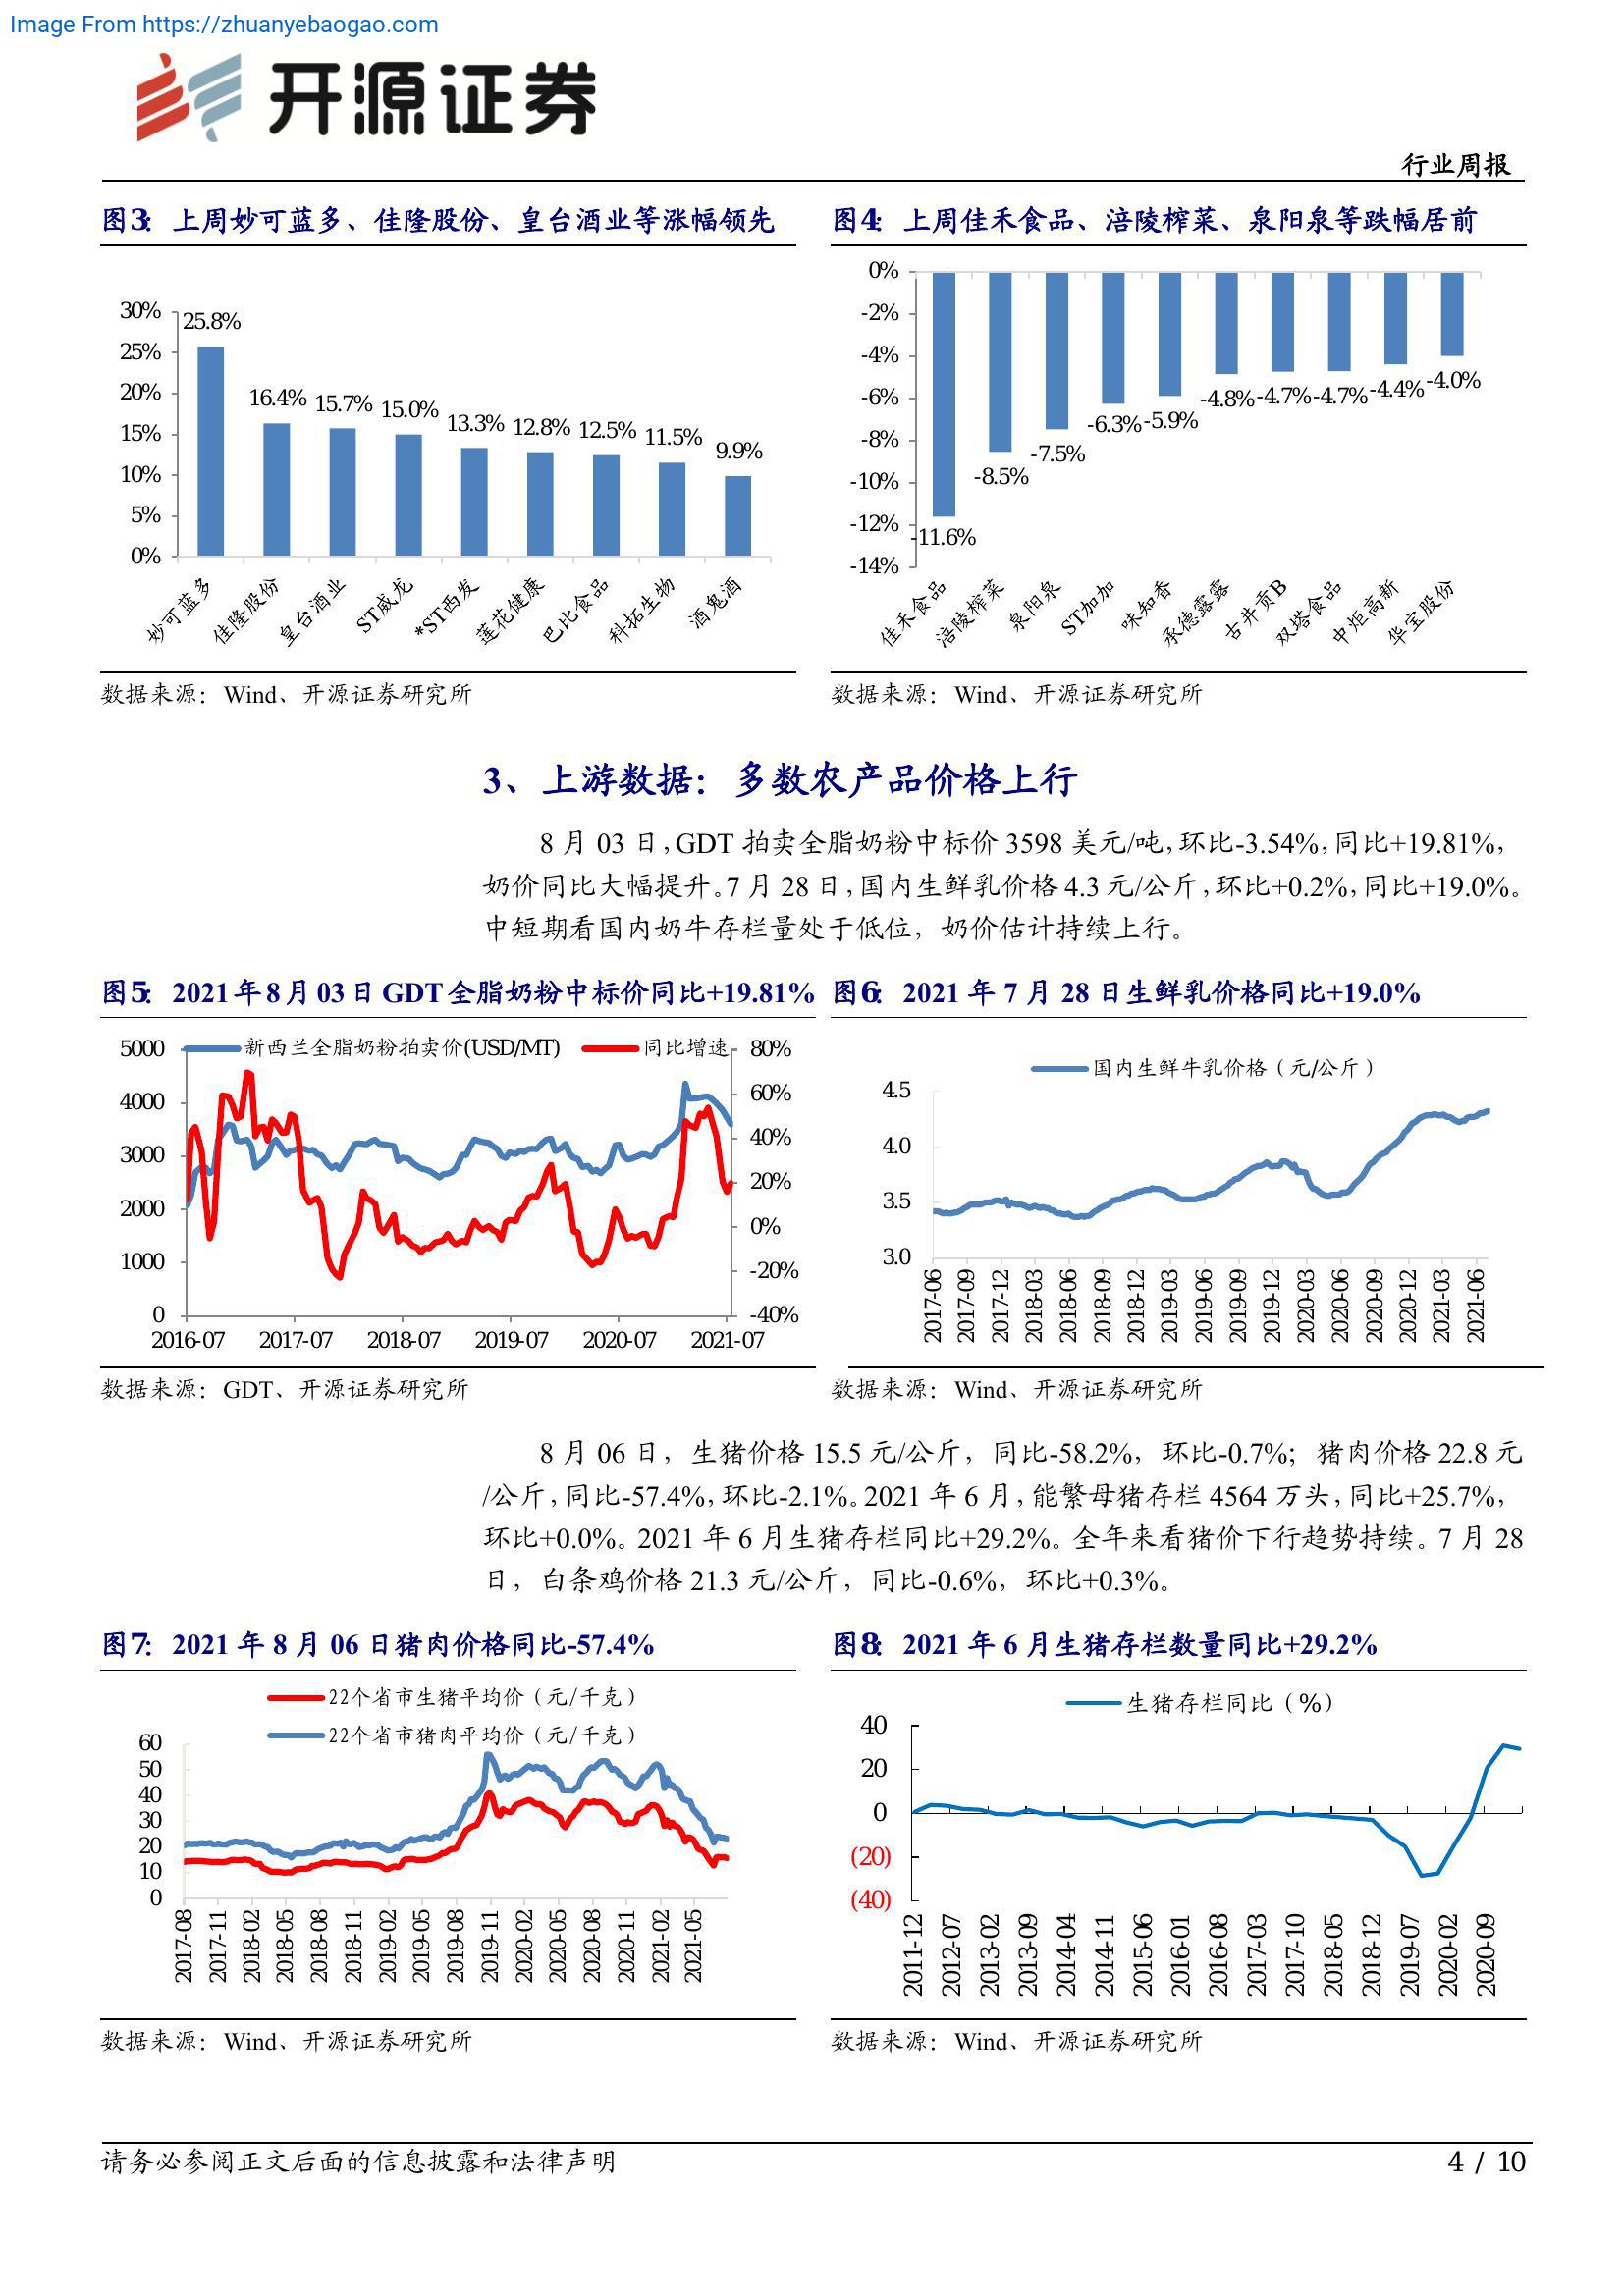 Image From https://zhuanyebaogao.com
开源证券
行业周报
图3: 上周妙可蓝多、佳隆股份、皇台酒业等涨幅领先
30%
25%
20%
15%
10%
5%
0%
25.8%
16.4%
15.7%
15.0%
13.3%
12.8%
12.5%
11.5%
9.9%
妙可蓝多
佳隆股份
皇台酒业
ST威龙
*ST西发
莲花健康
巴比食品
科拓生物
酒鬼酒
数据来源：Wind、开源证券研究所
图4: 上周佳禾食品、涪陵榨菜、泉阳泉等跌幅居前
0%
-2%
-4%
-6%
-8%
-10%
-12%
-14%
-11.6%
-8.5%
-7.5%
-6.3%
-5.9%
-4.8%
-4.7%
-4.7%
-4.4%
-4.0%
佳禾食品
涪陵榨菜
泉阳泉
ST加加
味知香
承德露露
古井贡B
双塔食品
中炬高新
华宝股份
数据来源：Wind、开源证券研究所
3、上游数据：多数农产品价格上行
8 月 03 日，GDT 拍卖全脂奶粉中标价 3598 美元/吨，环比-3.54%，同比+19.81%，
奶价同比大幅提升。7 月 28 日，国内生鲜乳价格 4.3 元/公斤，环比+0.2%，同比+19.0%。
中短期看国内奶牛存栏量处于低位，奶价估计持续上行。
图5: 2021 年 8 月 03 日 GDT 全脂奶粉中标价同比+19.81%
新西兰全脂奶粉拍卖价(USD/MT)
同比增速
5000
4000
3000
2000
1000
0
80%
60%
40%
20%
0%
-20%
-40%
2016-07
2017-07
2018-07
2019-07
2020-07
2021-07
数据来源：GDT、开源证券研究所
图6: 2021 年 7 月 28 日生鲜乳价格同比+19.0%
国内生鲜牛乳价格（元/公斤）
4.5
4.0
3.5
3.0
2017-06
2017-09
2017-12
2018-03
2018-06
2018-09
2018-12
2019-03
2019-06
2019-09
2019-12
2020-03
2020-06
2020-09
2020-12
2021-03
2021-06
数据来源：Wind、开源证券研究所
8 月 06 日，生猪价格 15.5 元/公斤，同比-58.2%，环比-0.7%；猪肉价格 22.8 元
/公斤，同比-57.4%，环比-2.1%。2021 年 6 月，能繁母猪存栏 4564 万头，同比+25.7%，
环比+0.0%。2021 年 6 月生猪存栏同比+29.2%。全年来看猪价下行趋势持续。7 月 28
日，白条鸡价格 21.3 元/公斤，同比-0.6%，环比+0.3%。
图7: 2021 年 8 月 06 日猪肉价格同比-57.4%
22个省市生猪平均价（元/千克）
22个省市猪肉平均价（元/千克）
60
50
40
30
20
10
0
2017-08
2017-11
2018-02
2018-05
2018-08
2018-11
2019-02
2019-05
2019-08
2019-11
2020-02
2020-05
2020-08
2020-11
2021-02
2021-05
数据来源：Wind、开源证券研究所
图8: 2021 年 6 月生猪存栏数量同比+29.2%
生猪存栏同比（%）
40
20
0
(20)
(40)
2011-12
2012-07
2013-02
2013-09
2014-04
2014-11
2015-06
2016-01
2016-08
2017-03
2017-10
2018-05
2018-12
2019-07
2020-02
2020-09
数据来源：Wind、开源证券研究所
请务必参阅正文后面的信息披露和法律声明
4 / 10